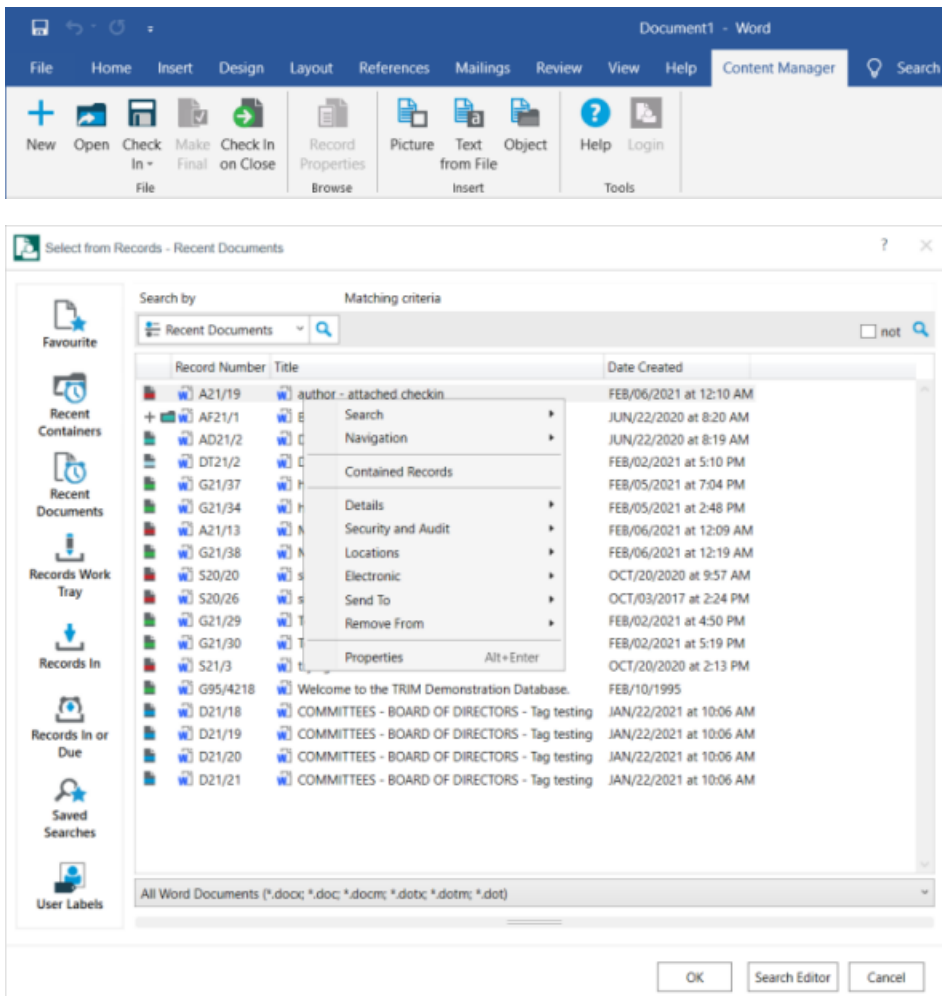 Document1 - Word
File Home Insert Design Layout References Mailings Review View Help Content Manager Search
New Open Check In Make Final Check In on Close Record Properties Picture Text from File Object Help Login
File Browse Insert Tools
Select from Records - Recent Documents ?
Search by Matching criteria
Recent Documents not
Favourite
Recent Containers
Recent Documents
Records Work Tray
Records In
Records In or Due
Saved Searches
User Labels
Record Number Title Date Created
A21/19 author - attached checkin FEB/06/2021 at 12:10 AM
AF21/1 JUN/22/2020 at 8:20 AM
AD21/2 JUN/22/2020 at 8:19 AM
DT21/2 FEB/02/2021 at 5:10 PM
G21/37 FEB/05/2021 at 7:04 PM
G21/34 FEB/05/2021 at 2:48 PM
A21/13 FEB/06/2021 at 12:09 AM
G21/38 FEB/06/2021 at 12:19 AM
S20/20 OCT/20/2020 at 9:57 AM
S20/26 OCT/03/2017 at 2:24 PM
G21/29 FEB/02/2021 at 4:50 PM
G21/30 FEB/02/2021 at 5:19 PM
S21/3 OCT/20/2020 at 2:13 PM
G95/4218 Welcome to the TRIM Demonstration Database. FEB/10/1995
D21/18 COMMITTEES - BOARD OF DIRECTORS - Tag testing JAN/22/2021 at 10:06 AM
D21/19 COMMITTEES - BOARD OF DIRECTORS - Tag testing JAN/22/2021 at 10:06 AM
D21/20 COMMITTEES - BOARD OF DIRECTORS - Tag testing JAN/22/2021 at 10:06 AM
D21/21 COMMITTEES - BOARD OF DIRECTORS - Tag testing JAN/22/2021 at 10:06 AM
Search
Navigation
Contained Records
Details
Security and Audit
Locations
Electronic
Send To
Remove From
Properties Alt+Enter
All Word Documents (*.docx; *.doc; *.docm; *.dotx; *.dotm; *.dot)
OK Search Editor Cancel